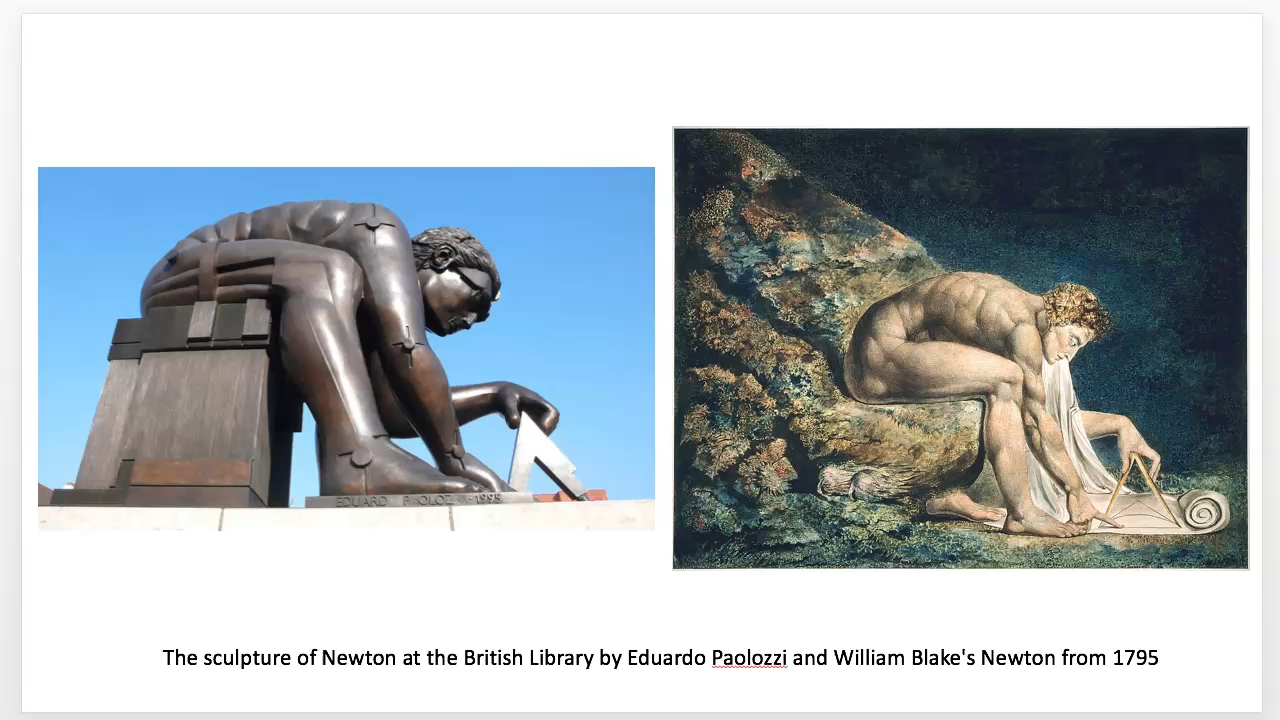 EDUARDO PAOLOZZI · 1995
The sculpture of Newton at the British Library by Eduardo Paolozzi and William Blake's Newton from 1795